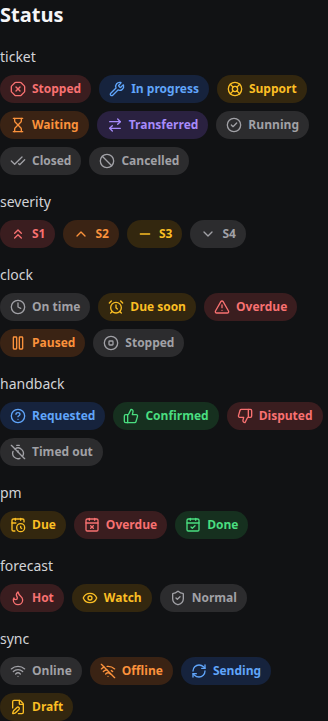 Status
ticket
Stopped In progress Support
Waiting Transferred Running
Closed Cancelled
severity
S1 S2 S3 S4
clock
On time Due soon Overdue
Paused Stopped
handback
Requested Confirmed Disputed
Timed out
pm
Due Overdue Done
forecast
Hot Watch Normal
sync
Online Offline Sending
Draft